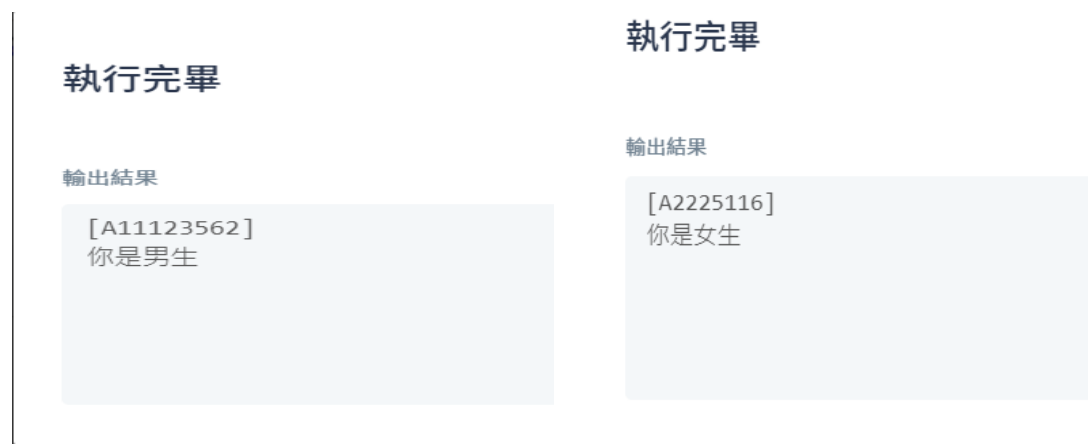 執行完畢
輸出結果
[A11123562]
你是男生
執行完畢
輸出結果
[A2225116]
你是女生